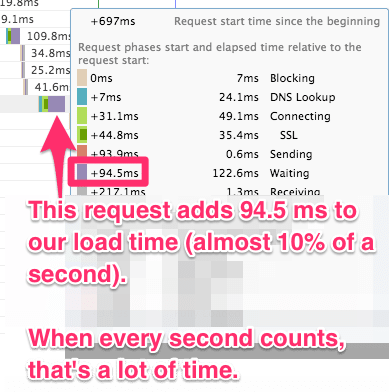 19.8ms
+697ms Request start time since the beginning
9.1ms
109.8ms
Request phases start and elapsed time relative to the
34.8ms
request start:
25.2ms
0ms 7ms Blocking
41.6ms
+7ms 24.1ms DNS Lookup
+31.1ms 49.1ms Connecting
+44.8ms 35.4ms SSL
+93.9ms 0.6ms Sending
+94.5ms 122.6ms Waiting
+217.1ms 1.3ms Receiving
This request adds 94.5 ms to
our load time (almost 10% of a
second).
When every second counts,
that's a lot of time.